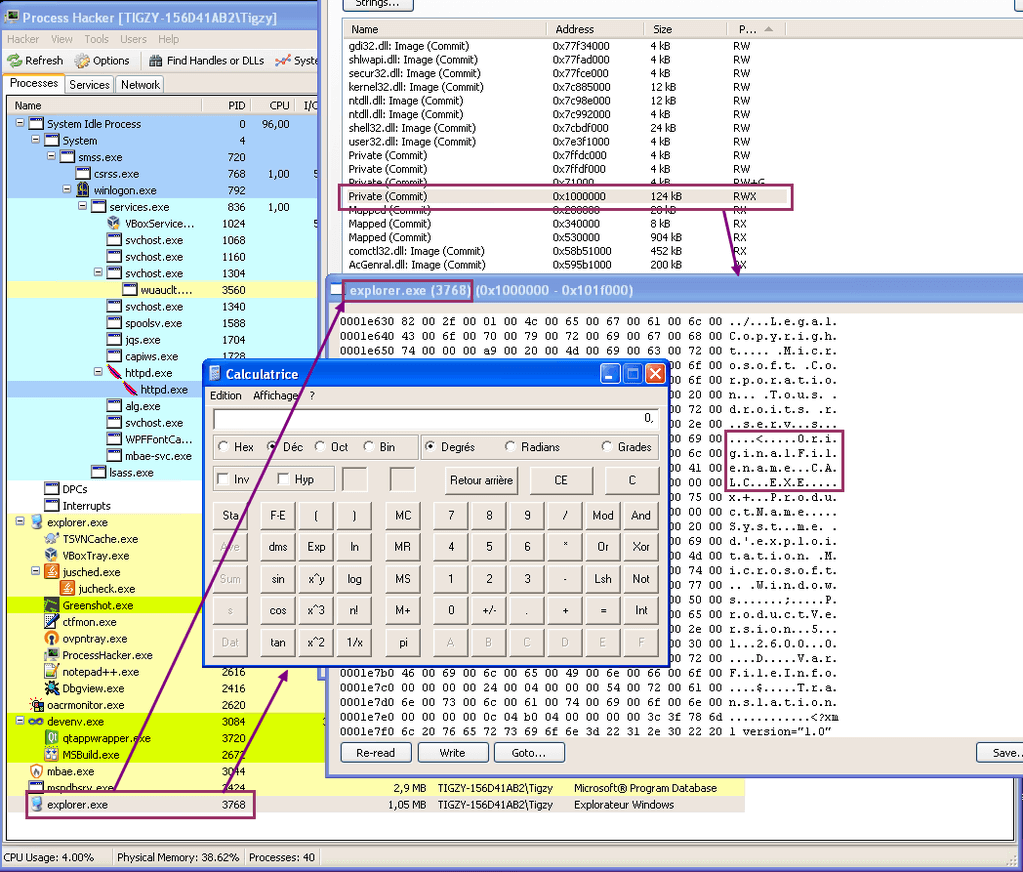 Process Hacker [TIGZY-156D41AB2\Tigzy]
Hacker View Tools Users Help
Refresh Options Find Handles or DLLs Syste
Processes Services Network
Name PID CPU I/C
System Idle Process 0 96,00
System 4
smss.exe 720
csrss.exe 768 1,00 5
winlogon.exe 792
services.exe 836 1,00
VBoxService... 1024 5
svchost.exe 1068
svchost.exe 1160
svchost.exe 1304
wuauclt.... 3560
svchost.exe 1340
spoolsv.exe 1588
jqs.exe 1704
capiws.exe 1728
httpd.exe
httpd.exe
alg.exe
svchost.exe
WPFFontCa...
mbae-svc.exe
lsass.exe
DPCs
Interrupts
explorer.exe
TSVNCache.exe
VBoxTray.exe
jusched.exe
jucheck.exe
Greenshot.exe
ctfmon.exe
ovpntray.exe
ProcessHacker.exe
notepad++.exe 2616
Dbgview.exe 2416
oacrmonitor.exe 2620
devenv.exe 3084
qtappwrapper.exe 3720
MSBuild.exe 2672
mbae.exe 3044
mspdbsrv.exe 3424 2,9 MB TIGZY-156D41AB2\Tigzy Microsoft® Program Database
explorer.exe 3768 1,05 MB TIGZY-156D41AB2\Tigzy Explorateur Windows
CPU Usage: 4.00% Physical Memory: 38.62% Processes: 40
Strings...
Name Address Size P...
gdi32.dll: Image (Commit) 0x77f34000 4 kB RW
shlwapi.dll: Image (Commit) 0x77fad000 4 kB RW
secur32.dll: Image (Commit) 0x77fce000 4 kB RW
kernel32.dll: Image (Commit) 0x7c885000 12 kB RW
ntdll.dll: Image (Commit) 0x7c98e000 12 kB RW
ntdll.dll: Image (Commit) 0x7c992000 4 kB RW
shell32.dll: Image (Commit) 0x7cbdf000 24 kB RW
user32.dll: Image (Commit) 0x7e3f1000 4 kB RW
Private (Commit) 0x7ffdc000 4 kB RW
Private (Commit) 0x7ffdf000 4 kB RW
Private (Commit) 0x71000 4 kB RW+G
Private (Commit) 0x1000000 124 kB RWX
Mapped (Commit) 0x280000 28 kB RX
Mapped (Commit) 0x340000 8 kB RX
Mapped (Commit) 0x530000 904 kB RX
comctl32.dll: Image (Commit) 0x58b51000 452 kB RX
AcGenral.dll: Image (Commit) 0x595b1000 200 kB RX
explorer.exe (3768) (0x1000000 - 0x101f000)
0001e630 82 00 2f 00 01 00 4c 00 65 00 67 00 61 00 6c 00 ../...L.e.g.a.l.
0001e640 43 00 6f 00 70 00 79 00 72 00 69 00 67 00 68 00 C.o.p.y.r.i.g.h.
0001e650 74 00 00 00 a9 00 20 00 4d 00 69 00 63 00 72 00 t..... .M.i.c.r.
6f 00 o.s.o.f.t. .C.o.
6f 00 r.p.o.r.a.t.i.o.
20 00 n... .T.o.u.s. .
72 00 d.r.o.i.t.s. .r.
2e 00 .s.e.r.v...s...
69 00 ....<.....O.r.i.
6c 00 g.i.n.a.l.F.i.l.
41 00 e.n.a.m.e...C.A.
00 00 L.C...E.X.E.....
75 00 x.+...P.r.o.d.u.
00 00 c.t.N.a.m.e.....
20 00 S.y.s.t...m.e. .
69 00 d.'.e.x.p.l.o.i.
4d 00 t.a.t.i.o.n. .M.
74 00 i.c.r.o.s.o.f.t.
77 00 .. .W.i.n.d.o.w.
50 00 s.......;.....P.
65 00 r.o.d.u.c.t.V.e.
2e 00 r.s.i.o.n...5...
30 00 1...2.6.0.0...0.
72 00 ....D.....V.a.r.
0001e7b0 46 00 69 00 6c 00 65 00 49 00 6e 00 66 00 6f 00 F.i.l.e.I.n.f.o.
0001e7c0 00 00 00 00 24 00 04 00 00 00 54 00 72 00 61 00 ....$.....T.r.a.
0001e7d0 6e 00 73 00 6c 00 61 00 74 00 69 00 6f 00 6e 00 n.s.l.a.t.i.o.n.
0001e7e0 00 00 00 00 0c 04 b0 04 00 00 00 00 3c 3f 78 6d ............<?xm
0001e7f0 6c 20 76 65 72 73 69 6f 6e 3d 22 31 2e 30 22 20 l version="1.0"
Re-read Write Goto... Save..
Calculatrice
Edition Affichage ?
0,
Hex Déc Oct Bin Degrés Radians Grades
Inv Hyp Retour arrière CE C
Sta F-E ( ) MC 7 8 9 / Mod And
Ave dms Exp ln MR 4 5 6 * Or Xor
Sum sin x^y log MS 1 2 3 - Lsh Not
s cos x^3 n! M+ 0 +/- . + = Int
Dat tan x^2 1/x pi A B C D E F